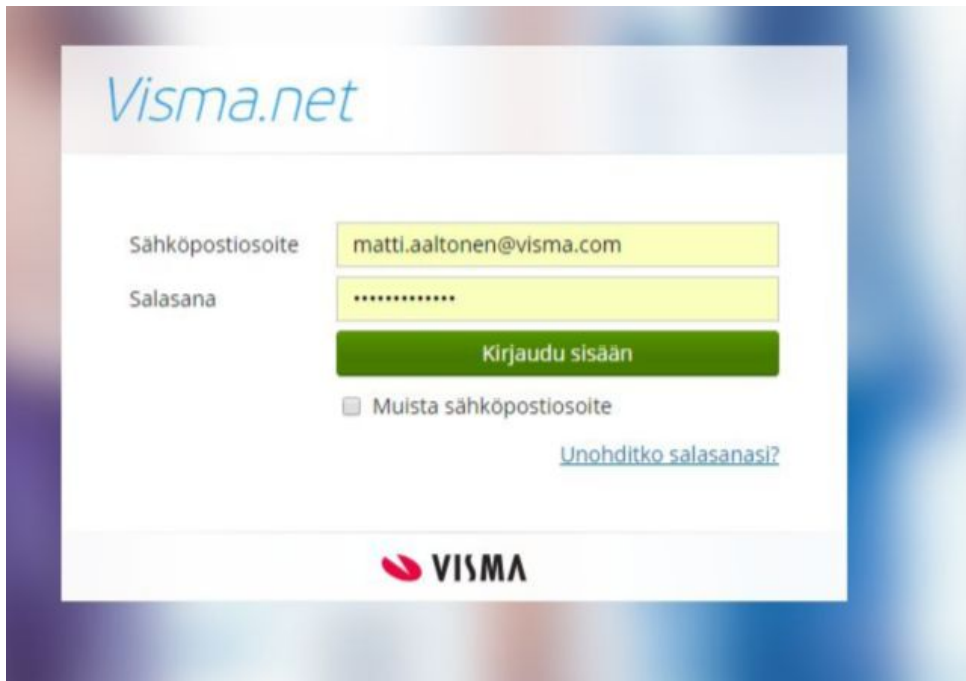 Visma.net
Sähköpostiosoite matti.aaltonen@visma.com
Salasana •••••••••••••
Kirjaudu sisään
Muista sähköpostiosoite
Unohditko salasanasi?
VISMA